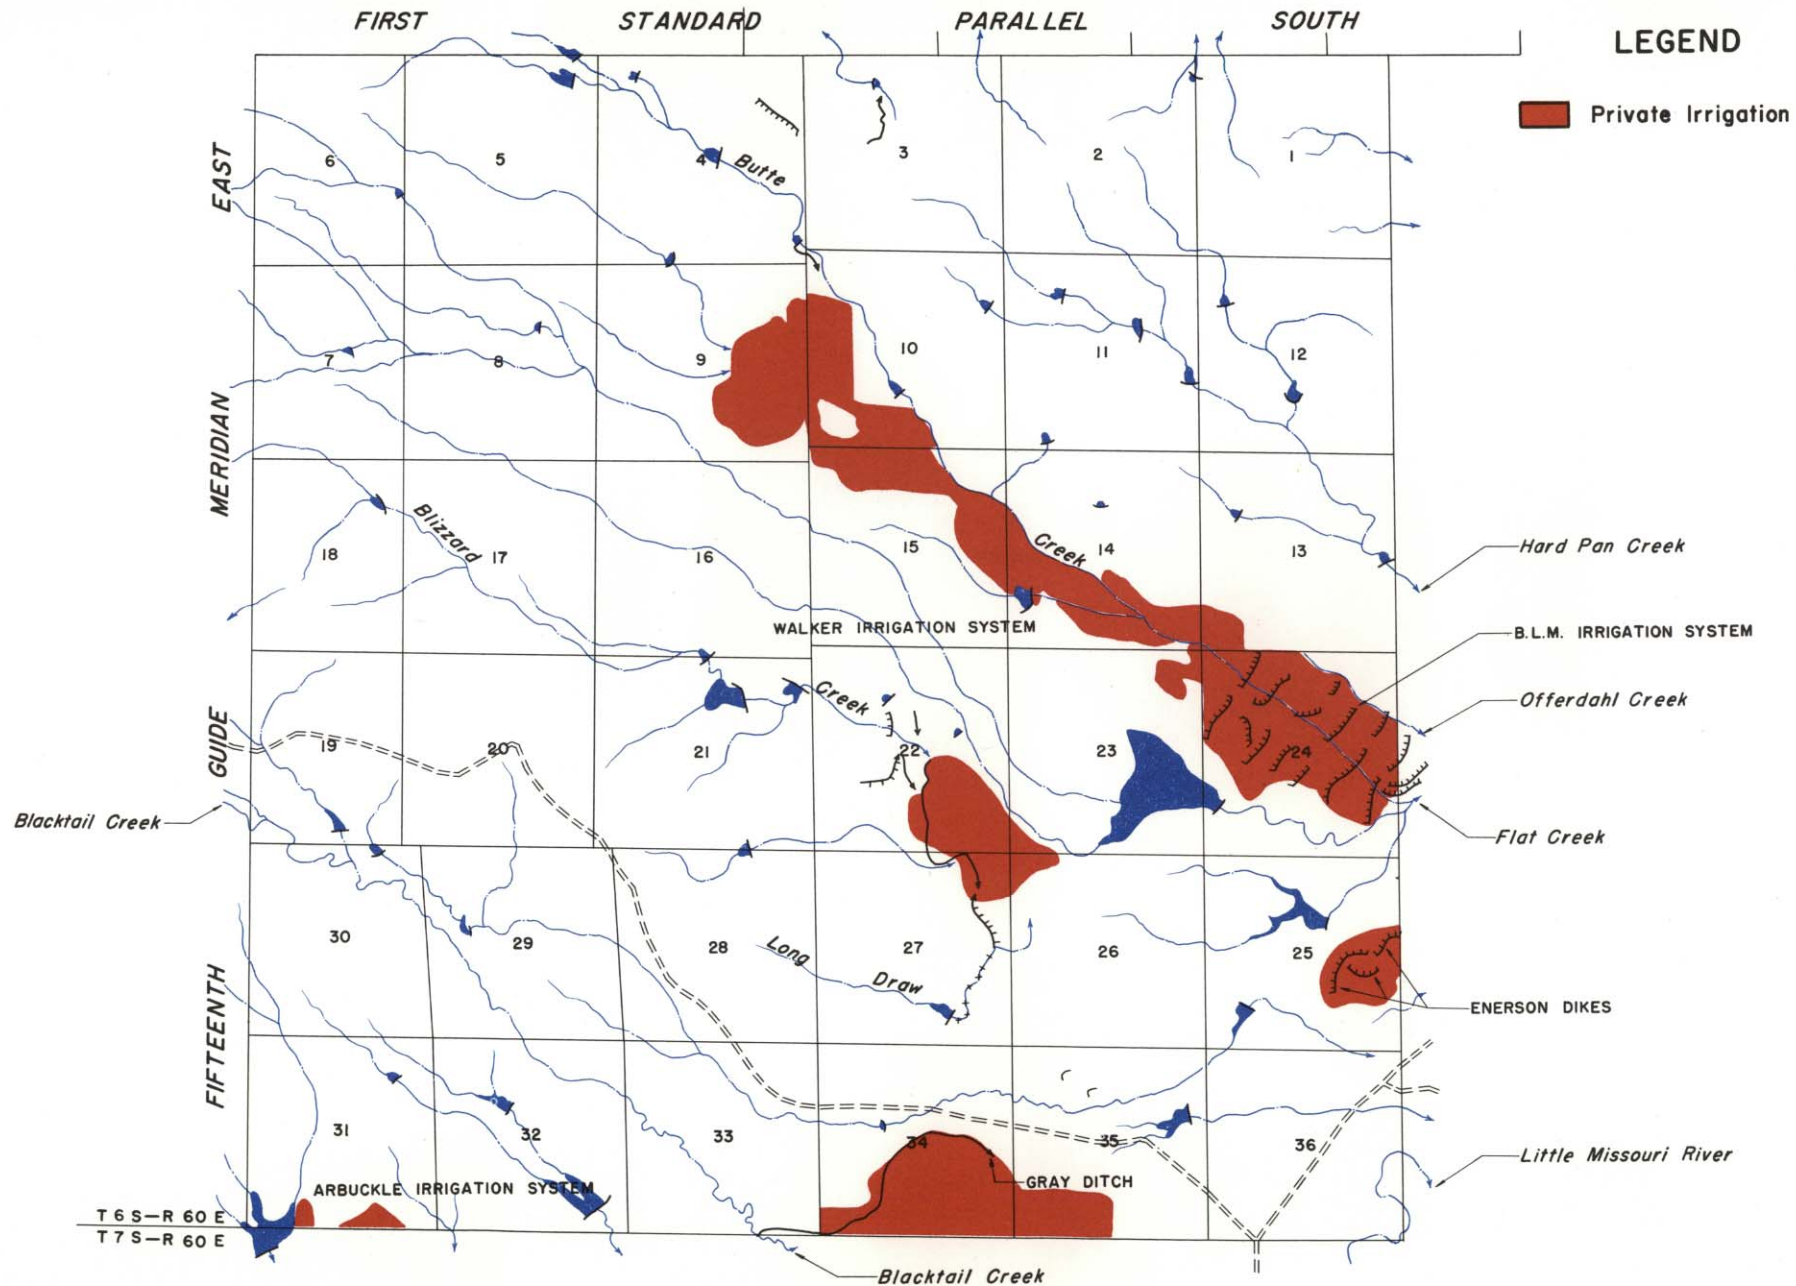 FIRST STANDARD PARALLEL SOUTH
LEGEND
Private Irrigation
EAST
MERIDIAN
GUIDE
FIFTEENTH
6 5 4 3 2 1
Butte
7 8 9 10 11 12
18 17 16 15 14 13
Blizzard
Creek
Hard Pan Creek
WALKER IRRIGATION SYSTEM
B.L.M. IRRIGATION SYSTEM
Creek
Offerdahl Creek
19 20 21 22 23 24
Blacktail Creek
Flat Creek
30 29 28 27 26 25
Long
Draw
ENERSON DIKES
31 32 33 34 35 36
Little Missouri River
GRAY DITCH
ARBUCKLE IRRIGATION SYSTEM
T 6 S–R 60 E
T 7 S–R 60 E
Blacktail Creek